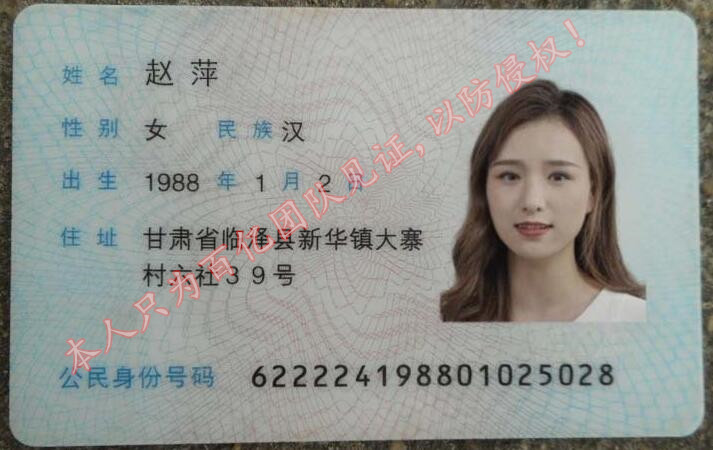 姓名 赵萍
性别 女 民族 汉
出生 1988 年 1 月 2 日
住址 甘肃省临泽县新华镇大寨
村六社39号
公民身份号码 622224198801025028
本人只为百亿团队见证,以防侵权!